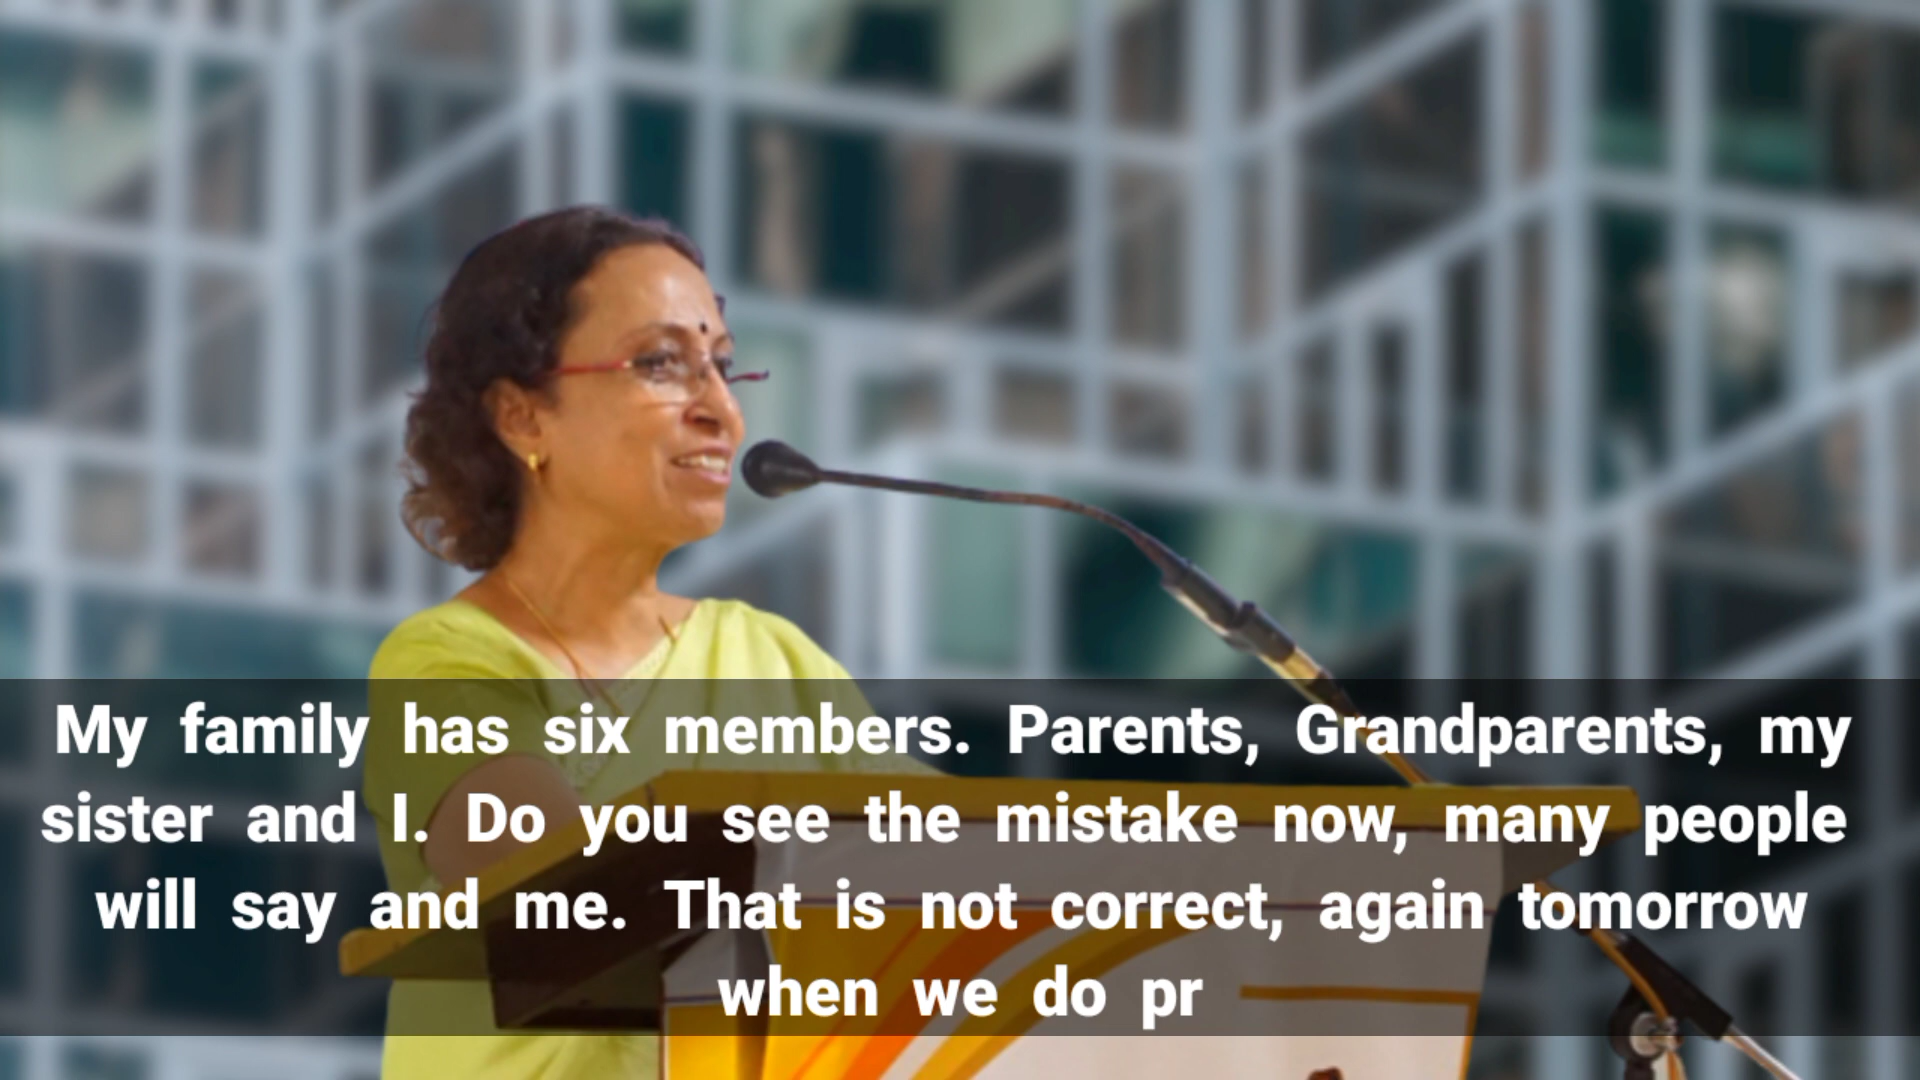 My family has six members. Parents, Grandparents, my
sister and I. Do you see the mistake now, many people
will say and me. That is not correct, again tomorrow
when we do pr